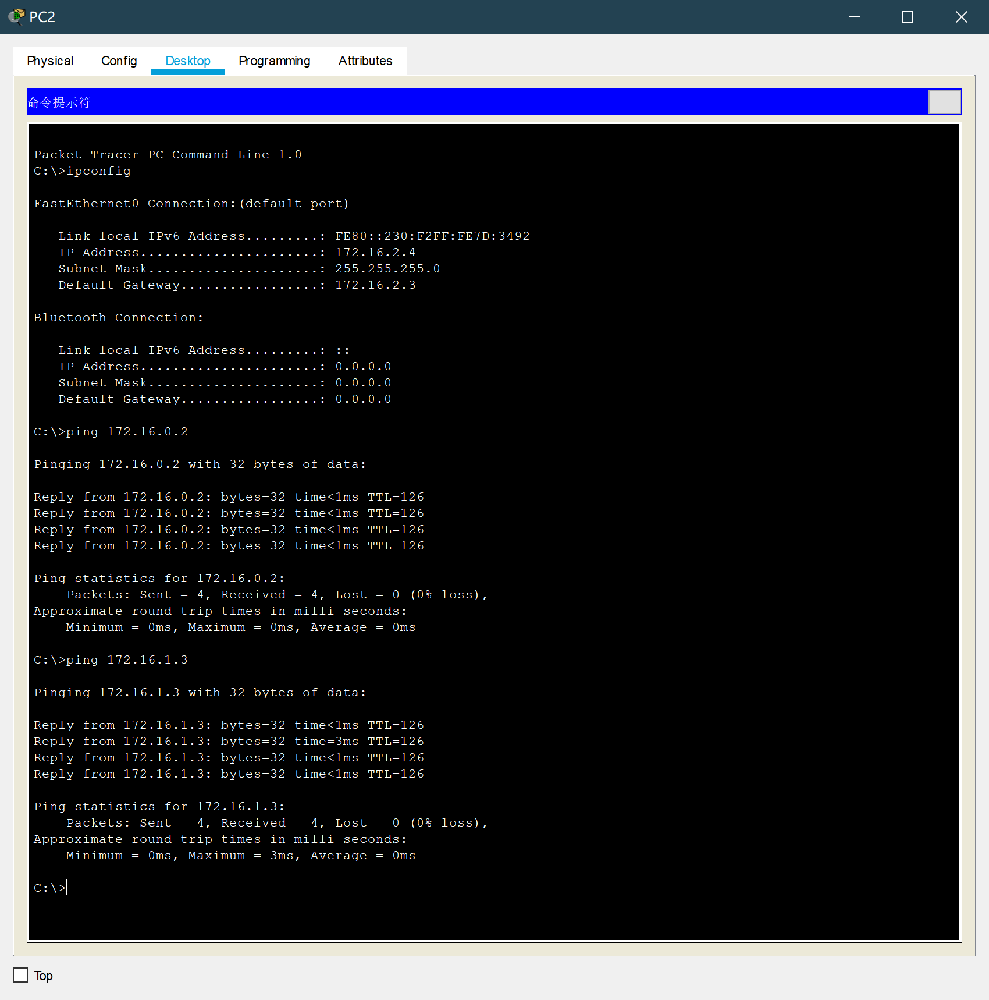 PC2
Physical Config Desktop Programming Attributes
命令提示符
Packet Tracer PC Command Line 1.0
C:\>ipconfig
FastEthernet0 Connection:(default port)
Link-local IPv6 Address.........: FE80::230:F2FF:FE7D:3492
IP Address......................: 172.16.2.4
Subnet Mask.....................: 255.255.255.0
Default Gateway.................: 172.16.2.3
Bluetooth Connection:
Link-local IPv6 Address.........: ::
IP Address......................: 0.0.0.0
Subnet Mask.....................: 0.0.0.0
Default Gateway.................: 0.0.0.0
C:\>ping 172.16.0.2
Pinging 172.16.0.2 with 32 bytes of data:
Reply from 172.16.0.2: bytes=32 time<1ms TTL=126
Reply from 172.16.0.2: bytes=32 time<1ms TTL=126
Reply from 172.16.0.2: bytes=32 time<1ms TTL=126
Reply from 172.16.0.2: bytes=32 time<1ms TTL=126
Ping statistics for 172.16.0.2:
Packets: Sent = 4, Received = 4, Lost = 0 (0% loss),
Approximate round trip times in milli-seconds:
Minimum = 0ms, Maximum = 0ms, Average = 0ms
C:\>ping 172.16.1.3
Pinging 172.16.1.3 with 32 bytes of data:
Reply from 172.16.1.3: bytes=32 time<1ms TTL=126
Reply from 172.16.1.3: bytes=32 time=3ms TTL=126
Reply from 172.16.1.3: bytes=32 time<1ms TTL=126
Reply from 172.16.1.3: bytes=32 time<1ms TTL=126
Ping statistics for 172.16.1.3:
Packets: Sent = 4, Received = 4, Lost = 0 (0% loss),
Approximate round trip times in milli-seconds:
Minimum = 0ms, Maximum = 3ms, Average = 0ms
C:\>
Top